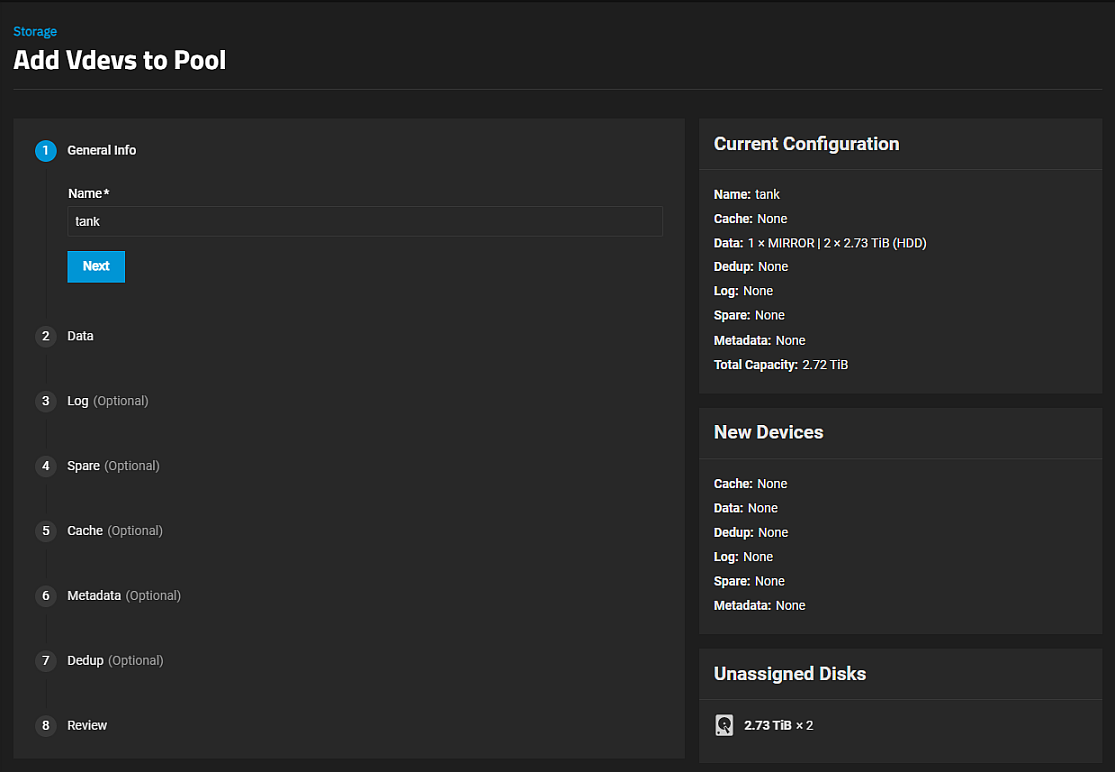 Storage
Add Vdevs to Pool
1 General Info
Name*
tank
Next
2 Data
3 Log (Optional)
4 Spare (Optional)
5 Cache (Optional)
6 Metadata (Optional)
7 Dedup (Optional)
8 Review
Current Configuration
Name: tank
Cache: None
Data: 1 × MIRROR | 2 × 2.73 TiB (HDD)
Dedup: None
Log: None
Spare: None
Metadata: None
Total Capacity: 2.72 TiB
New Devices
Cache: None
Data: None
Dedup: None
Log: None
Spare: None
Metadata: None
Unassigned Disks
2.73 TiB × 2